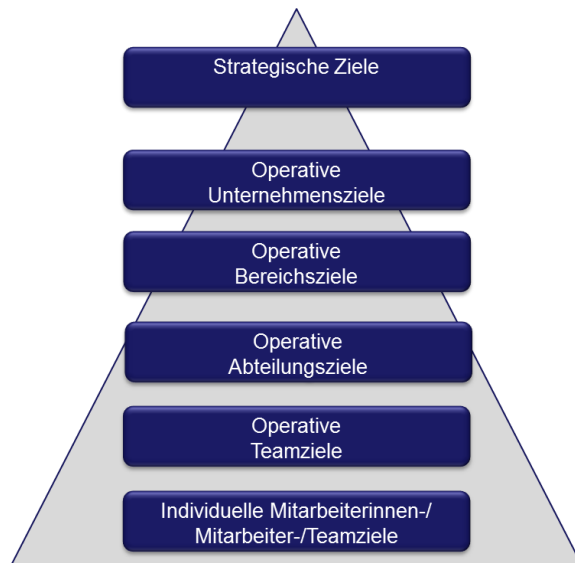 Strategische Ziele
Operative
Unternehmensziele
Operative
Bereichsziele
Operative
Abteilungsziele
Operative
Teamziele
Individuelle Mitarbeiterinnen-/
Mitarbeiter-/Teamziele